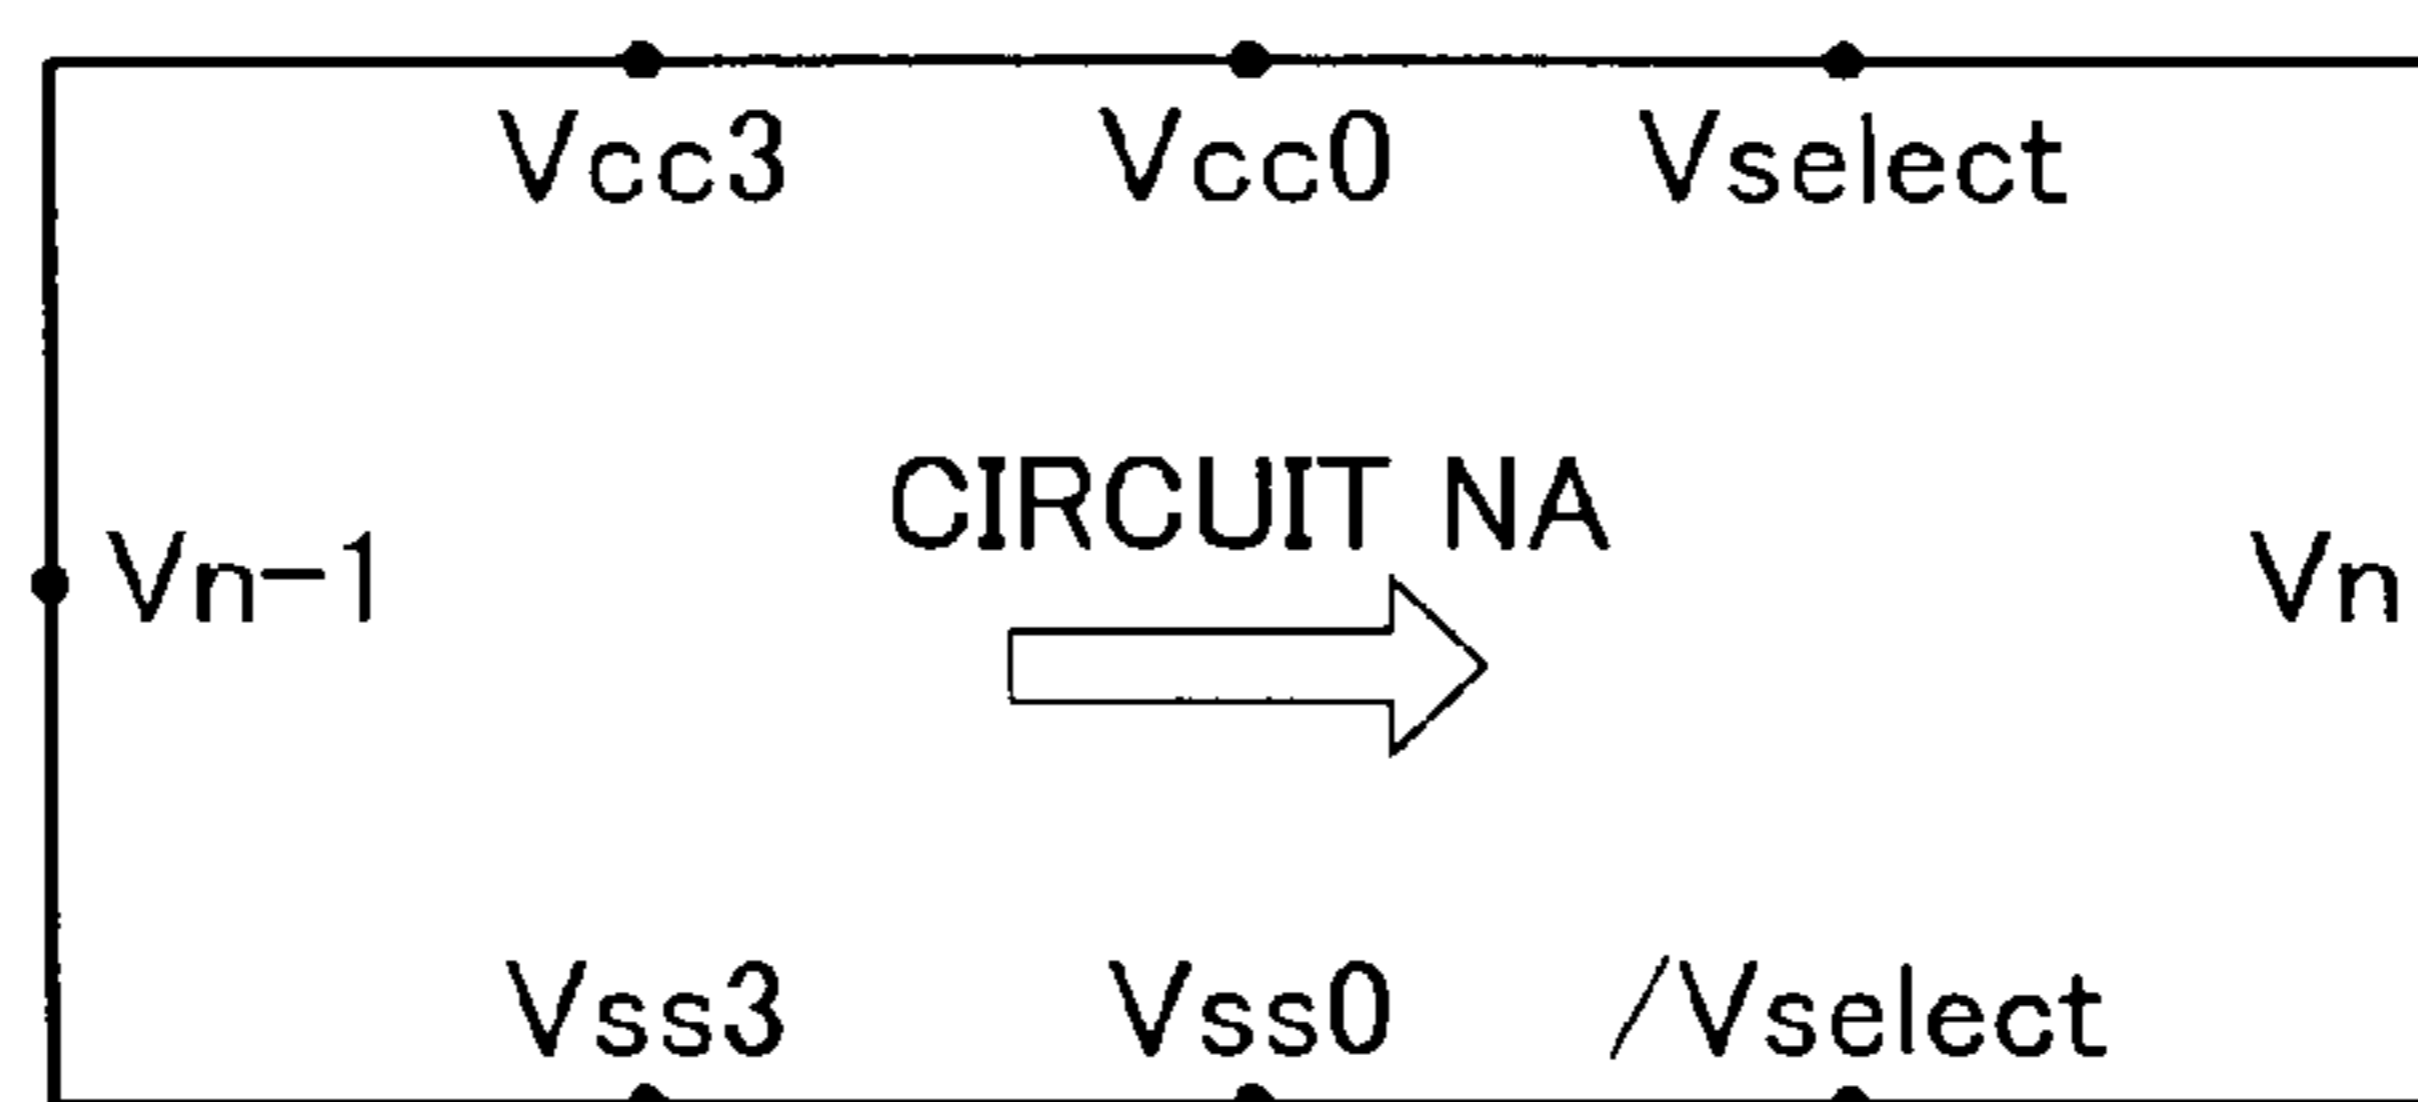 Vcc3 Vcc0 Vselect
CIRCUIT NA
Vn-1 Vn
Vss3 Vss0 /Vselect